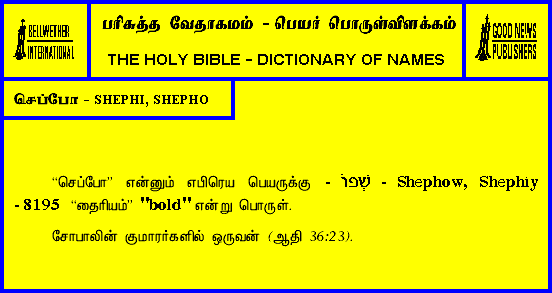 BELLWETHER
INTERNATIONAL
பரிசுத்த வேதாகமம் - பெயர் பொருள்விளக்கம்
THE HOLY BIBLE - DICTIONARY OF NAMES
GOOD NEWS
PUBLISHERS
செப்போ - SHEPHI, SHEPHO
“செப்போ” என்னும் எபிரெய பெயருக்கு - שְׁפוֹ - Shephow, Shephiy
- 8195 “தைரியம்” "bold" என்று பொருள்.
சோபாலின் குமாரர்களில் ஒருவன் (ஆதி 36:23).